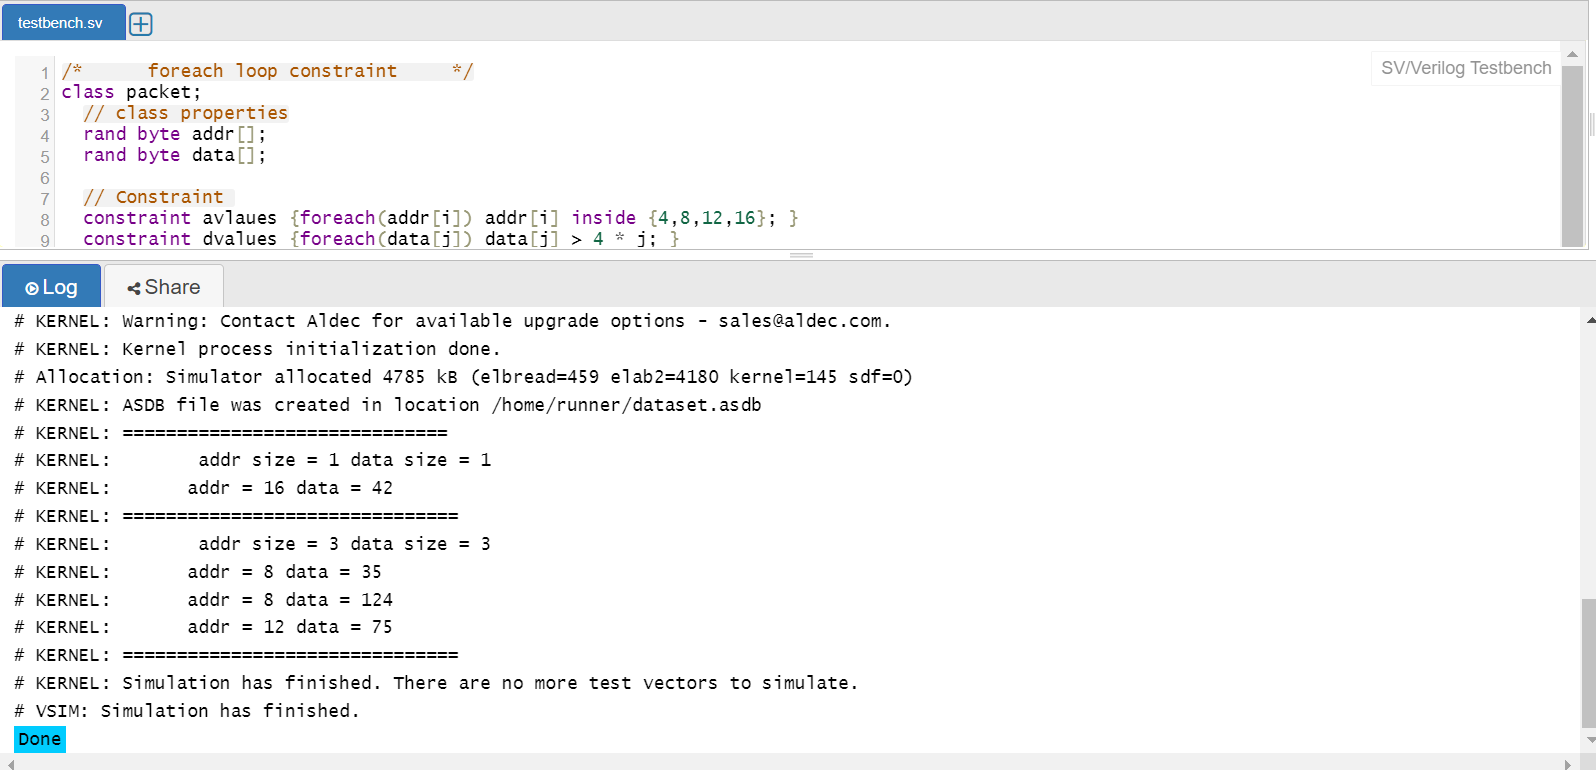 testbench.sv
SV/Verilog Testbench
1 /*      foreach loop constraint     */
2 class packet;
3   // class properties
4   rand byte addr[];
5   rand byte data[];
6
7   // Constraint
8   constraint avlaues {foreach(addr[i]) addr[i] inside {4,8,12,16}; }
9   constraint dvalues {foreach(data[j]) data[j] > 4 * j; }
Log
Share
# KERNEL: Warning: Contact Aldec for available upgrade options - sales@aldec.com.
# KERNEL: Kernel process initialization done.
# Allocation: Simulator allocated 4785 kB (elbread=459 elab2=4180 kernel=145 sdf=0)
# KERNEL: ASDB file was created in location /home/runner/dataset.asdb
# KERNEL: ==============================
# KERNEL:        addr size = 1 data size = 1
# KERNEL:       addr = 16 data = 42
# KERNEL: ===============================
# KERNEL:        addr size = 3 data size = 3
# KERNEL:       addr = 8 data = 35
# KERNEL:       addr = 8 data = 124
# KERNEL:       addr = 12 data = 75
# KERNEL: ===============================
# KERNEL: Simulation has finished. There are no more test vectors to simulate.
# VSIM: Simulation has finished.
Done